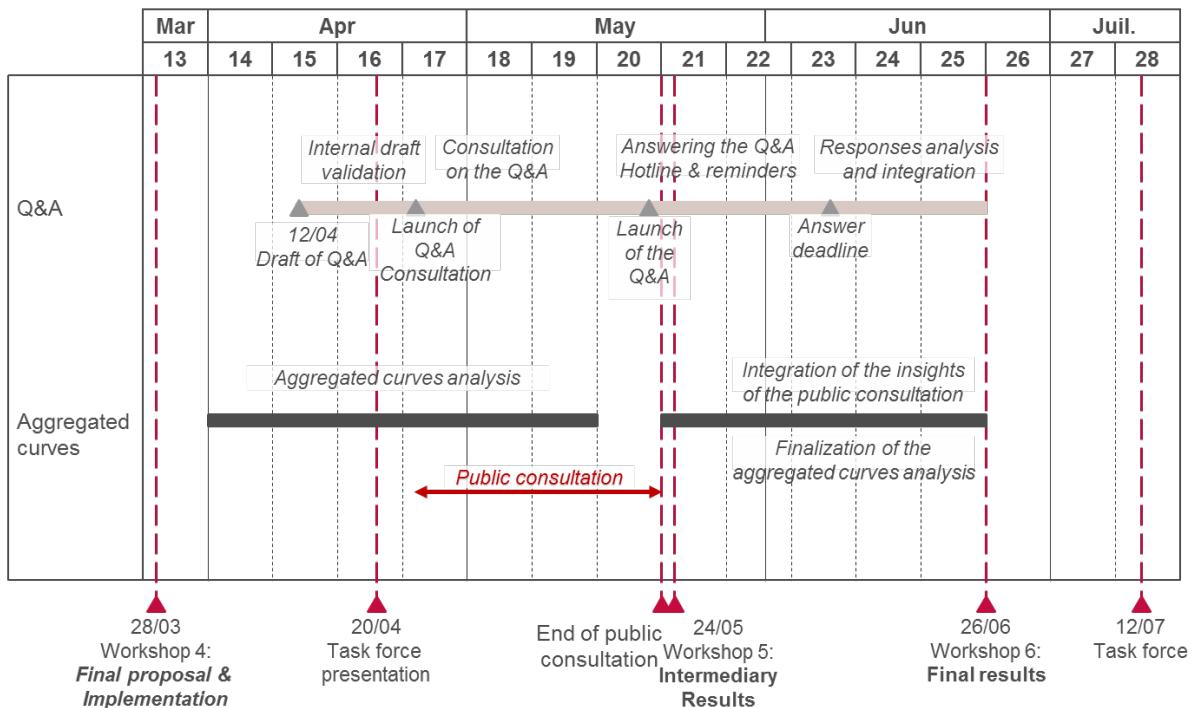 Mar Apr May Jun Juil.
13 14 15 16 17 18 19 20 21 22 23 24 25 26 27 28
Q&A
Internal draft
validation
Consultation
on the Q&A
Answering the Q&A
Hotline & reminders
Responses analysis
and integration
12/04
Draft of Q&A
Launch of
Q&A
Consultation
Launch
of the
Q&A
Answer
deadline
Aggregated
curves
Aggregated curves analysis
Integration of the insights
of the public consultation
Finalization of the
aggregated curves analysis
Public consultation
28/03
Workshop 4:
Final proposal &
Implementation
20/04
Task force
presentation
End of public
consultation
24/05
Workshop 5:
Intermediary
Results
26/06
Workshop 6:
Final results
12/07
Task force